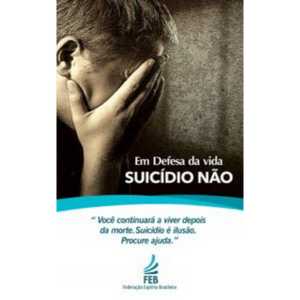 Em Defesa da vida
SUICÍDIO NÃO
" Você continuará a viver depois
da morte. Suicídio é ilusão.
Procure ajuda."
FEB
Federação Espírita Brasileira